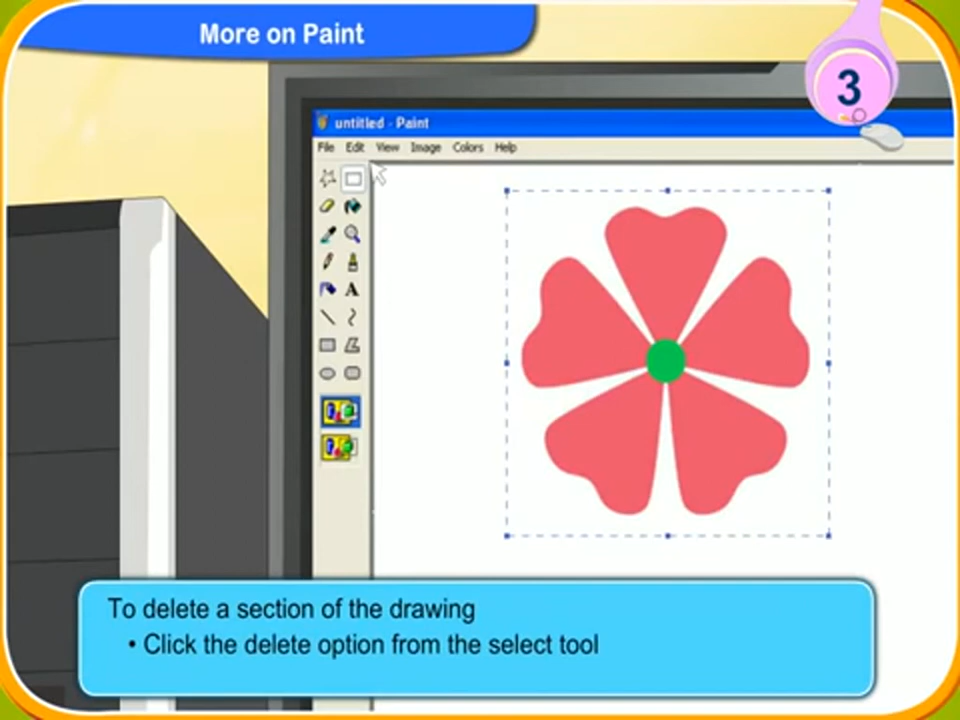 More on Paint
3
untitled - Paint
File Edit View Image Colors Help
A
To delete a section of the drawing
• Click the delete option from the select tool